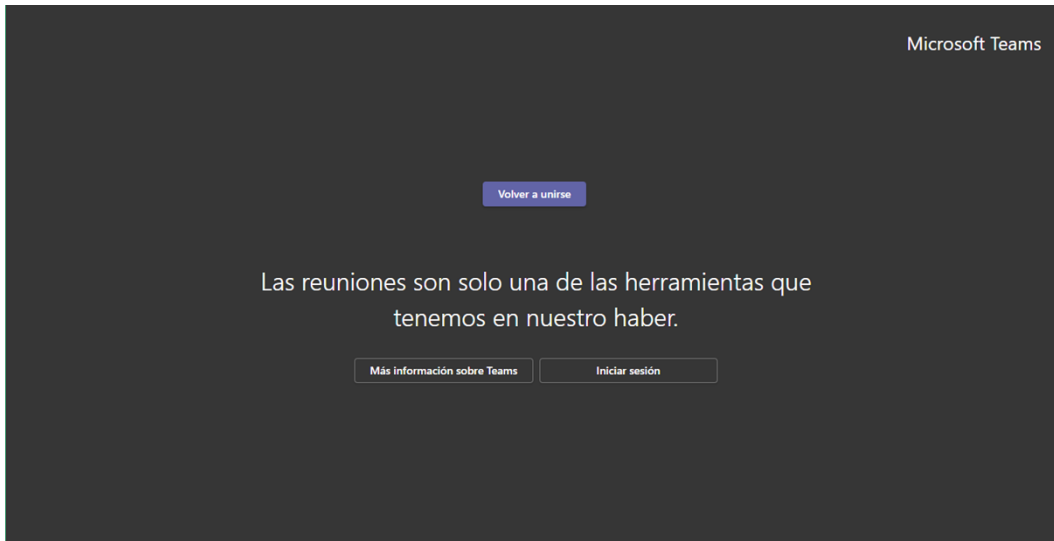 Microsoft Teams
Volver a unirse
Las reuniones son solo una de las herramientas que
tenemos en nuestro haber.
Más información sobre Teams
Iniciar sesión